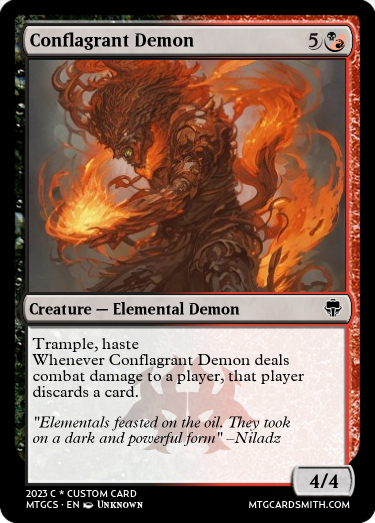 Conflagrant Demon 5
Creature — Elemental Demon
Trample, haste
Whenever Conflagrant Demon deals
combat damage to a player, that player
discards a card.
"Elementals feasted on the oil. They took
on a dark and powerful form" –Niladz
4/4
2023 C * CUSTOM CARD
MTGCS · EN Unknown
MTGCARDSMITH.COM